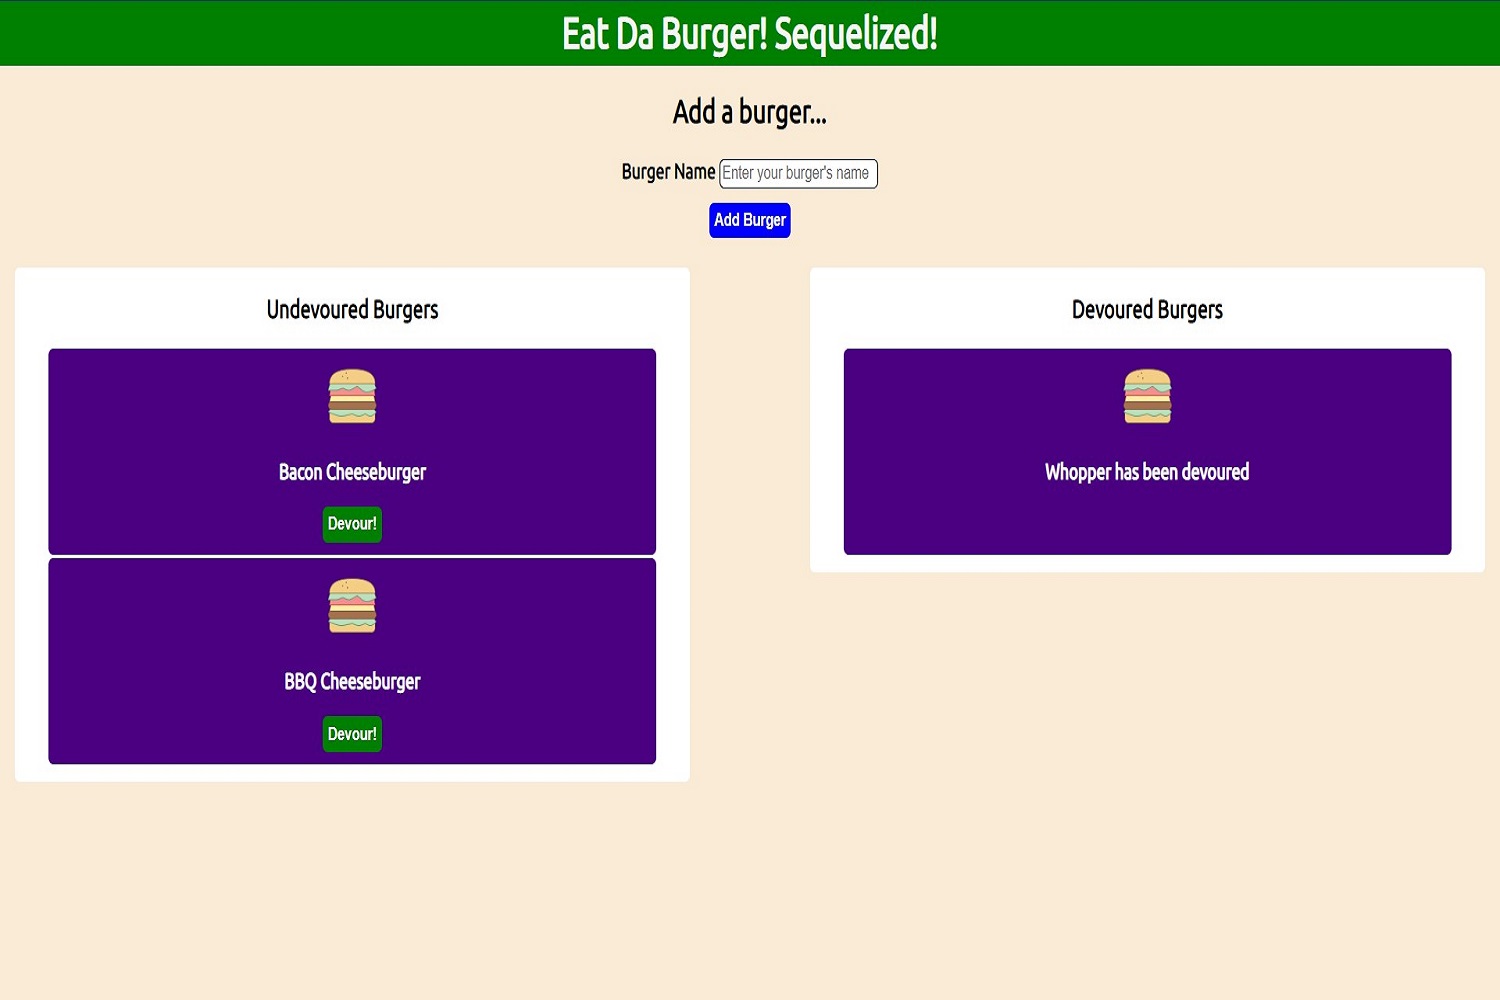 Eat Da Burger! Sequelized!
Add a burger...
Burger Name Enter your burger's name
Add Burger
Undevoured Burgers
Bacon Cheeseburger
Devour!
BBQ Cheeseburger
Devour!
Devoured Burgers
Whopper has been devoured